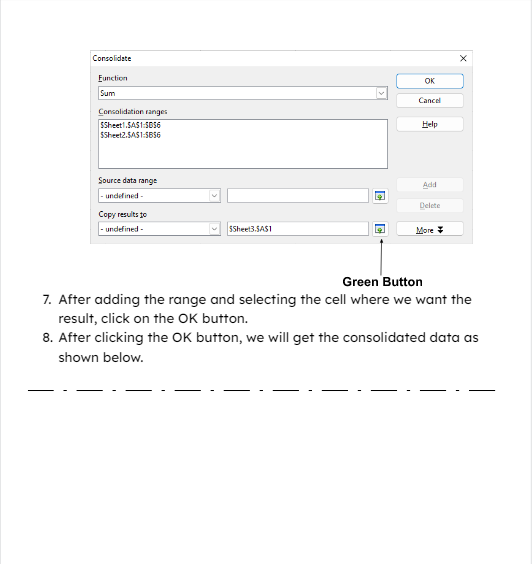 Consolidate
Function
OK
Sum
Cancel
Consolidation ranges
Help
$Sheet1.$A$1:$B$6
$Sheet2.$A$1:$B$6
Source data range
Add
- undefined -
Delete
Copy results to
- undefined -
$Sheet3.$A$1
More
Green Button
7. After adding the range and selecting the cell where we want the
result, click on the OK button.
8. After clicking the OK button, we will get the consolidated data as
shown below.